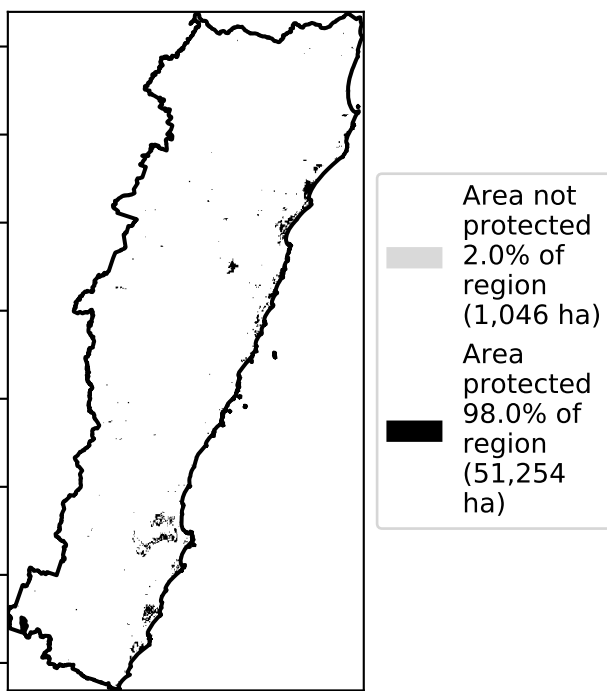 Area not
protected
2.0% of
region
(1,046 ha)
Area
protected
98.0% of
region
(51,254
ha)